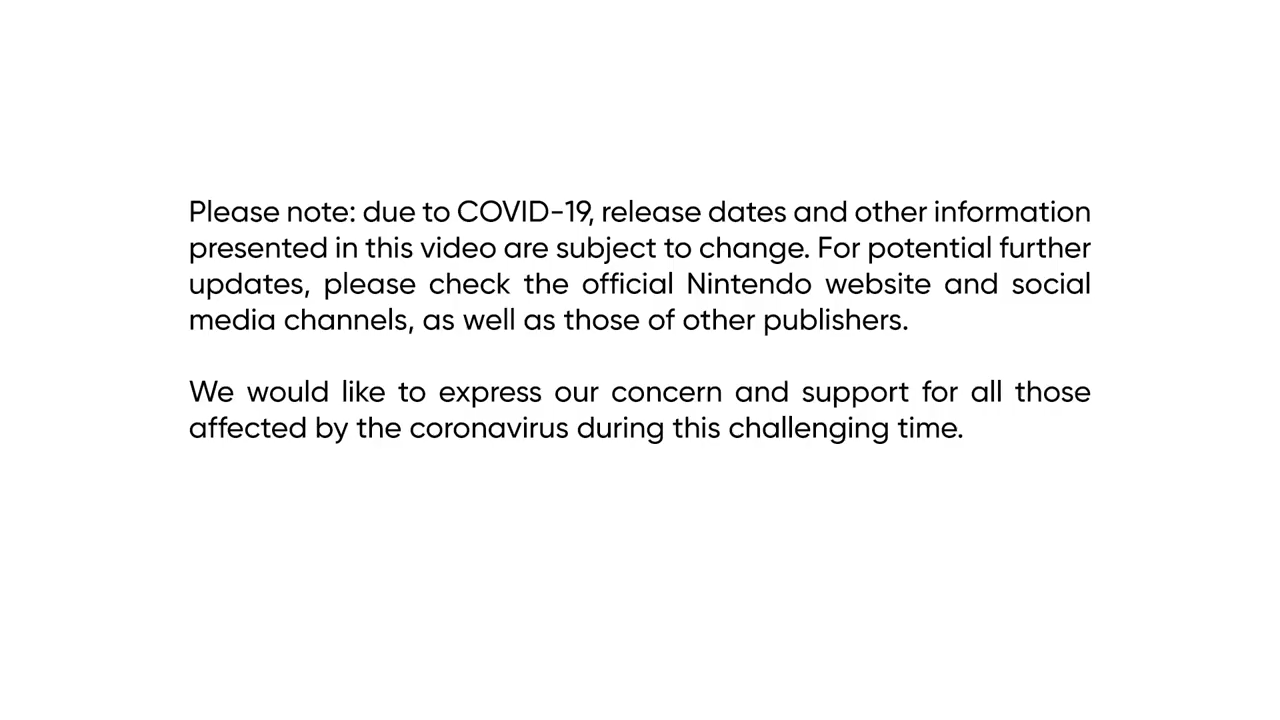 Please note: due to COVID-19, release dates and other information
presented in this video are subject to change. For potential further
updates, please check the official Nintendo website and social
media channels, as well as those of other publishers.
We would like to express our concern and support for all those
affected by the coronavirus during this challenging time.